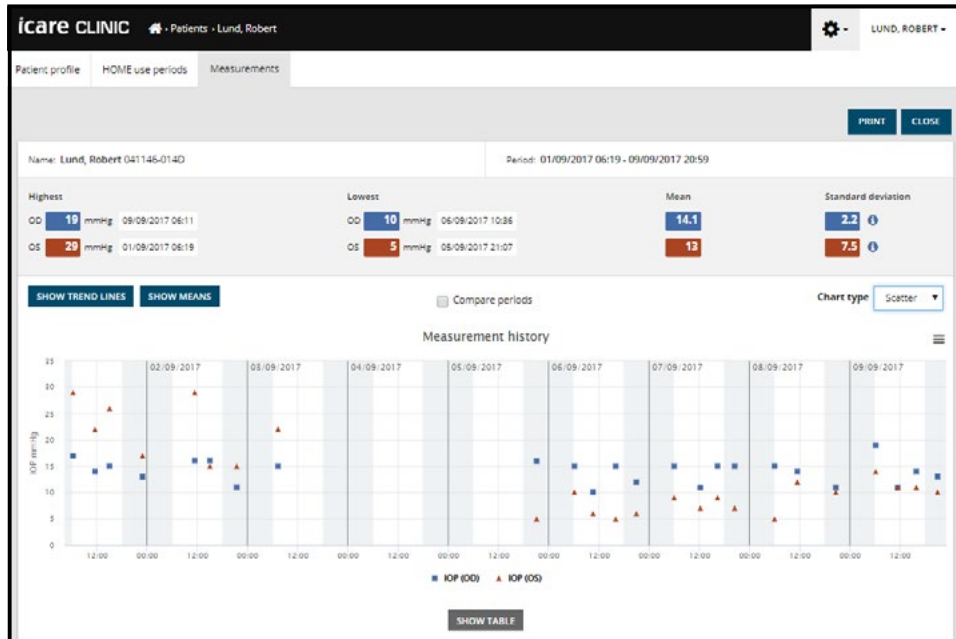 icare CLINIC Patients › Lund, Robert LUND, ROBERT
Patient profile HOME use periods Measurements
PRINT CLOSE
Name: Lund, Robert 041146-014D Period: 01/09/2017 06:19 - 09/09/2017 20:59
Highest Lowest Mean Standard deviation
OD 19 mmHg 09/09/2017 06:11 OD 10 mmHg 06/09/2017 10:36 14.1 2.2
OS 29 mmHg 01/09/2017 06:19 OS 5 mmHg 05/09/2017 21:07 13 7.5
SHOW TREND LINES SHOW MEANS Compare periods Chart type Scatter
Measurement history
35 02/09/2017 03/09/2017 04/09/2017 05/09/2017 06/09/2017 07/09/2017 08/09/2017 09/09/2017
30
25
20
15
10
5
0
IOP mmHg
12:00 00:00 12:00 00:00 12:00 00:00 12:00 00:00 12:00 00:00 12:00 00:00 12:00 00:00 12:00 00:00 12:00
IOP (OD) IOP (OS)
SHOW TABLE